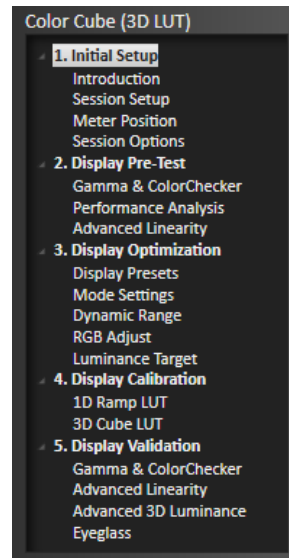 Color Cube (3D LUT)
1. Initial Setup
Introduction
Session Setup
Meter Position
Session Options
2. Display Pre-Test
Gamma & ColorChecker
Performance Analysis
Advanced Linearity
3. Display Optimization
Display Presets
Mode Settings
Dynamic Range
RGB Adjust
Luminance Target
4. Display Calibration
1D Ramp LUT
3D Cube LUT
5. Display Validation
Gamma & ColorChecker
Advanced Linearity
Advanced 3D Luminance
Eyeglass